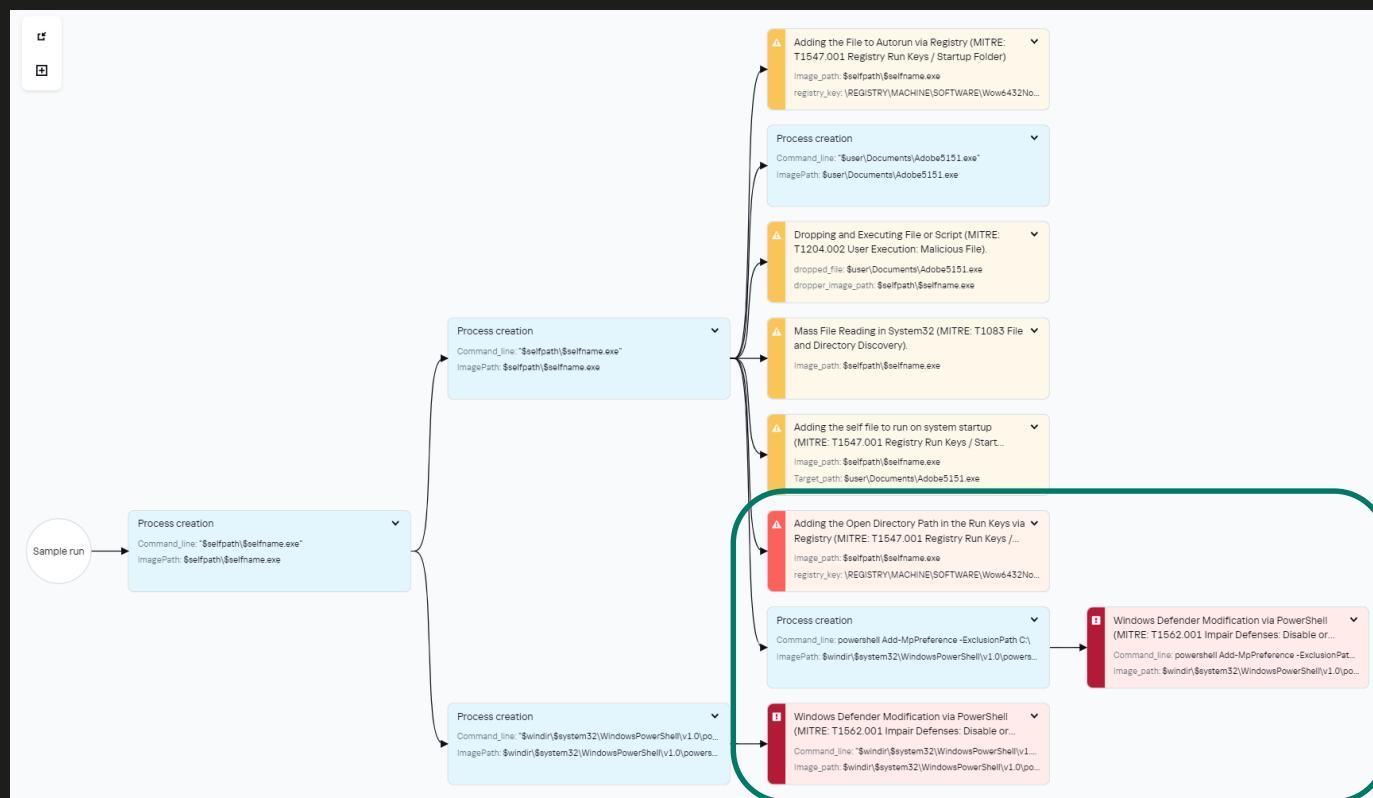 Sample run
Process creation
Command_line: "$selfpath\$selfname.exe"
ImagePath: $selfpath\$selfname.exe
Process creation
Command_line: "$selfpath\$selfname.exe"
ImagePath: $selfpath\$selfname.exe
Process creation
Command_line: "$windir\$system32\WindowsPowerShell\v1.0\po...
ImagePath: $windir\$system32\WindowsPowerShell\v1.0\powers...
Adding the File to Autorun via Registry (MITRE:
T1547.001 Registry Run Keys / Startup Folder)
Image_path: $selfpath\$selfname.exe
registry_key: \REGISTRY\MACHINE\SOFTWARE\Wow6432No...
Process creation
Command_line: "$user\Documents\Adobe5151.exe"
ImagePath: $user\Documents\Adobe5151.exe
Dropping and Executing File or Script (MITRE:
T1204.002 User Execution: Malicious File).
dropped_file: $user\Documents\Adobe5151.exe
dropper_image_path: $selfpath\$selfname.exe
Mass File Reading in System32 (MITRE: T1083 File
and Directory Discovery).
Image_path: $selfpath\$selfname.exe
Adding the self file to run on system startup
(MITRE: T1547.001 Registry Run Keys / Start...
Image_path: $selfpath\$selfname.exe
Target_path: $user\Documents\Adobe5151.exe
Adding the Open Directory Path in the Run Keys via
Registry (MITRE: T1547.001 Registry Run Keys /...
Image_path: $selfpath\$selfname.exe
registry_key: \REGISTRY\MACHINE\SOFTWARE\Wow6432No...
Process creation
Command_line: powershell Add-MpPreference -ExclusionPath C:\
ImagePath: $windir\$system32\WindowsPowerShell\v1.0\powers...
Windows Defender Modification via PowerShell
(MITRE: T1562.001 Impair Defenses: Disable or...
Command_line: "$windir\$system32\WindowsPowerShell\v1....
Image_path: $windir\$system32\WindowsPowerShell\v1.0\po...
Windows Defender Modification via PowerShell
(MITRE: T1562.001 Impair Defenses: Disable or...
Command_line: powershell Add-MpPreference -ExclusionPat...
Image_path: $windir\$system32\WindowsPowerShell\v1.0\po...